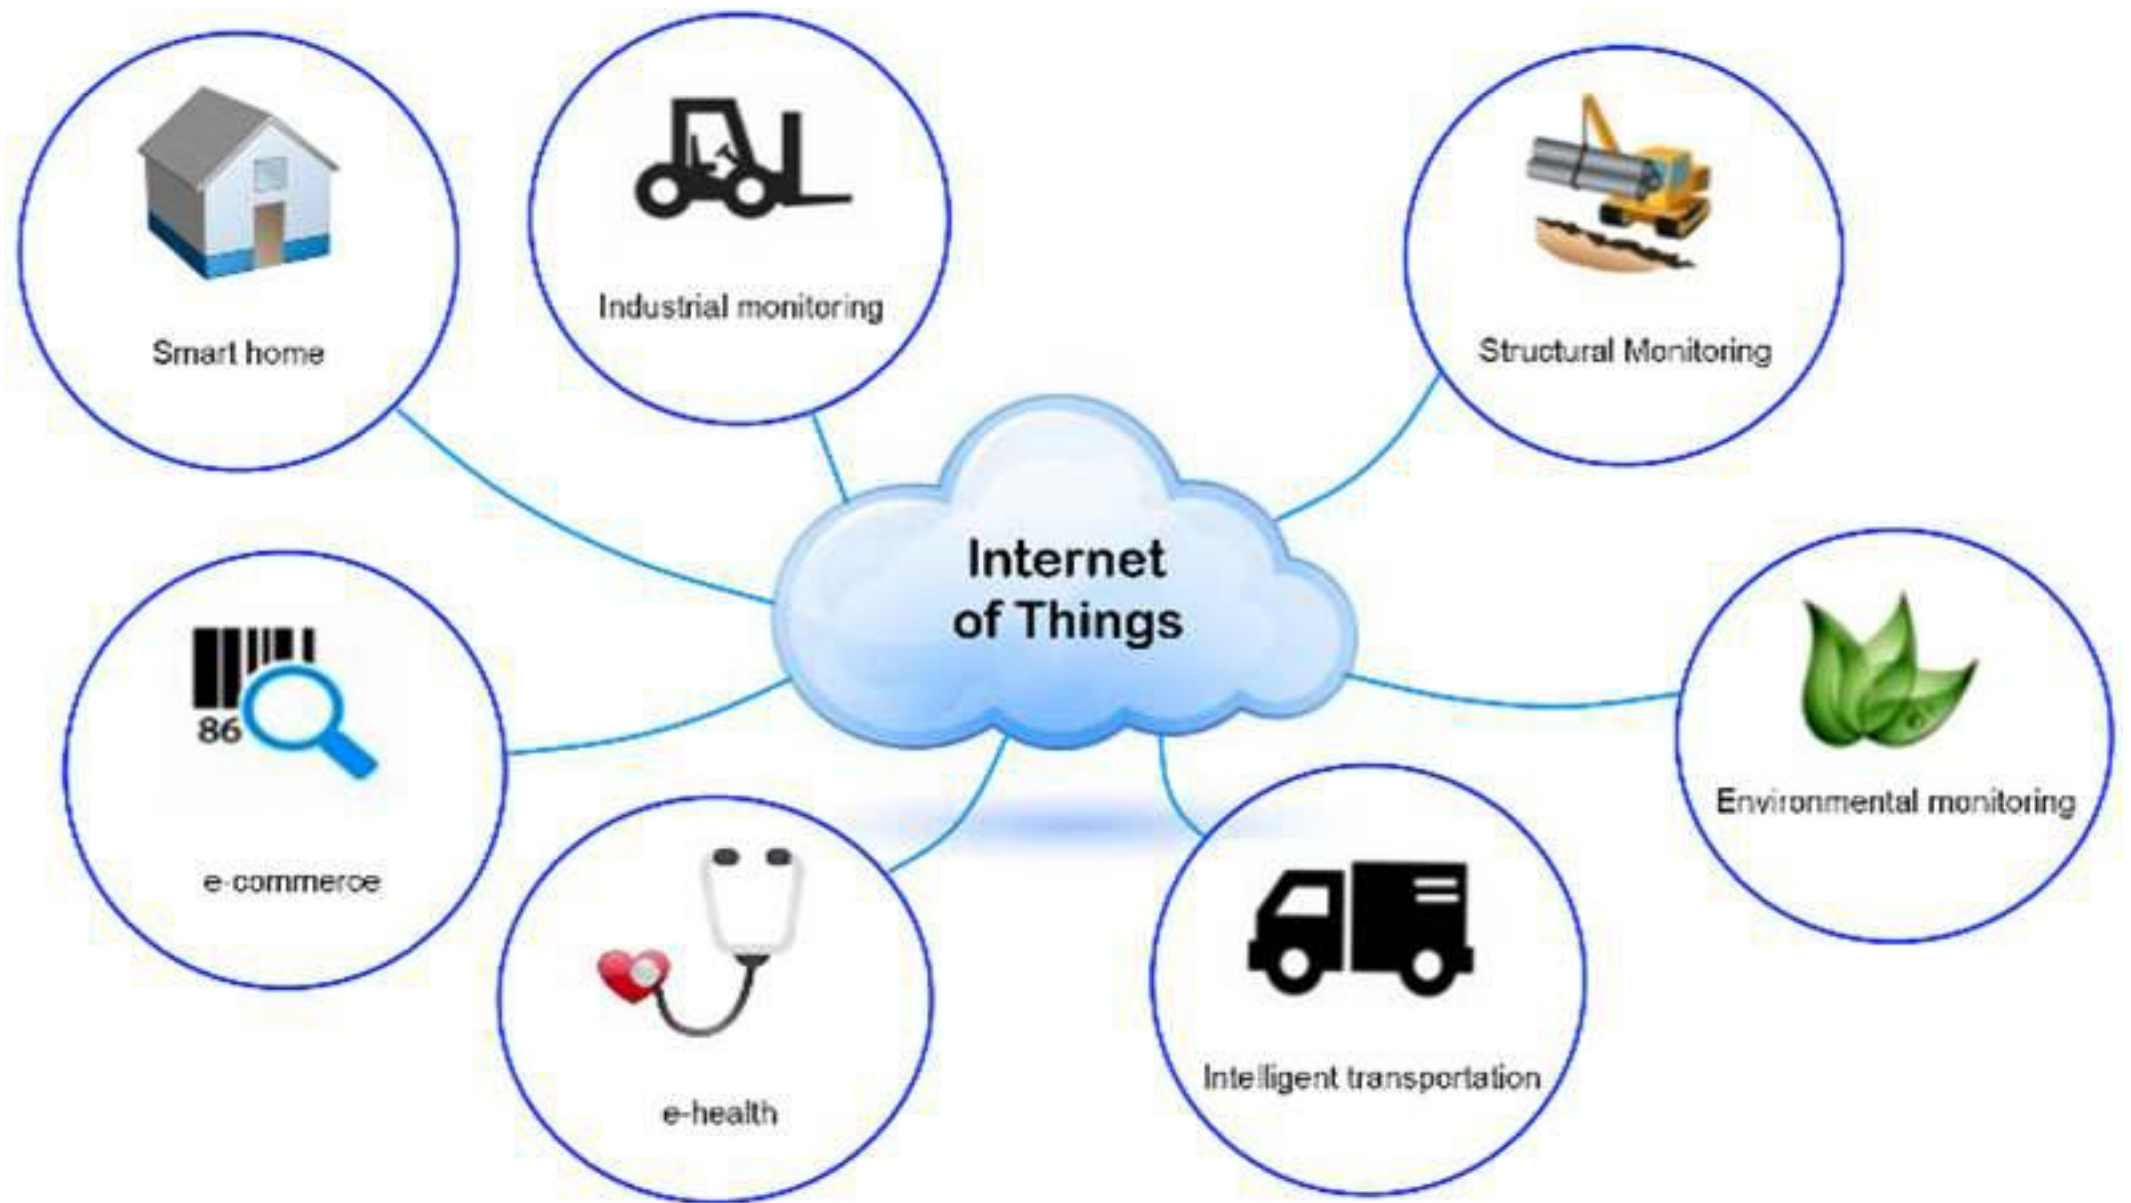 Industrial monitoring
Smart home
Structural Monitoring
Internet
of Things
86
e-commerce
Environmental monitoring
e-health
Intelligent transportation